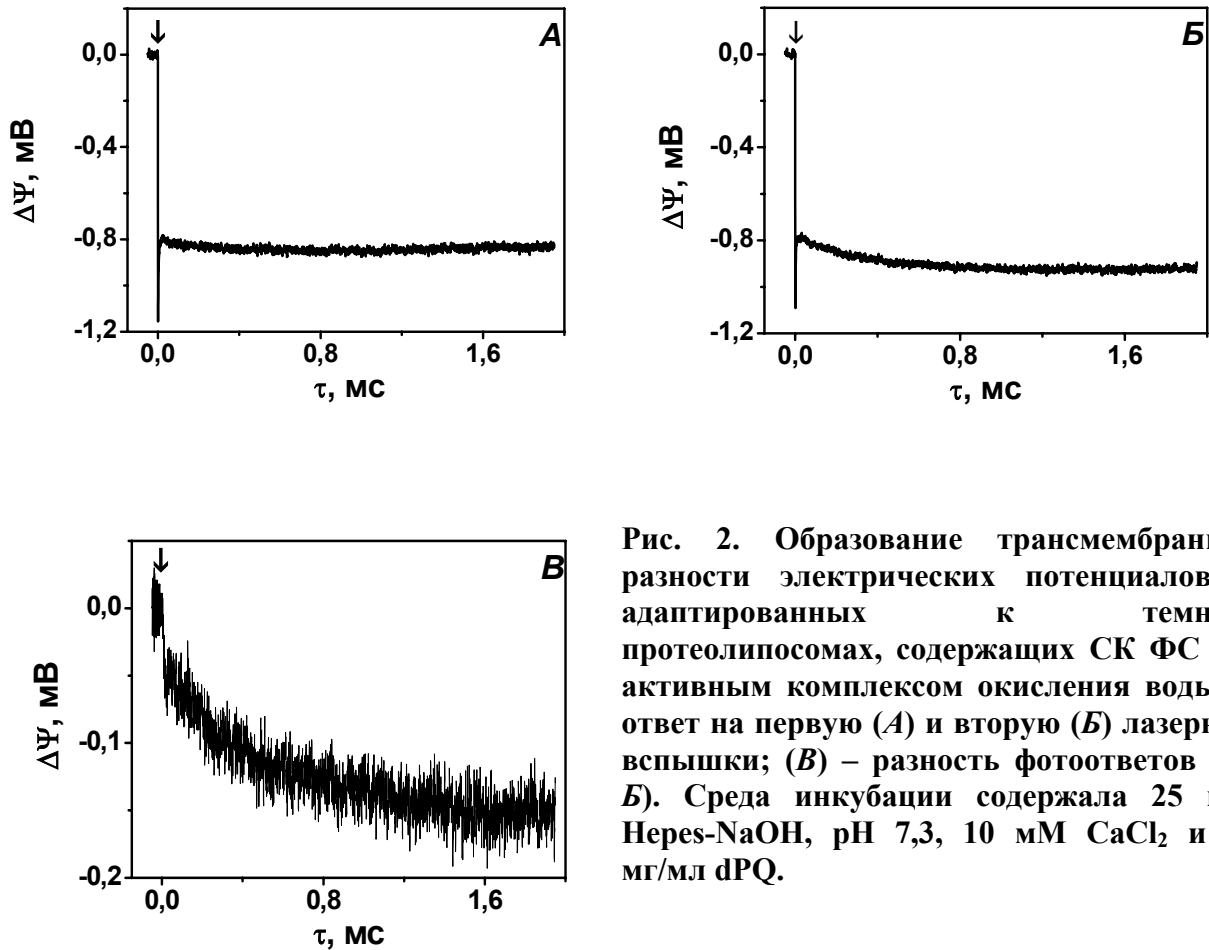 А
0,0
-0,4
-0,8
-1,2
ΔΨ, мВ
0,0 0,8 1,6
τ, мс
Б
0,0
-0,4
-0,8
-1,2
ΔΨ, мВ
0,0 0,8 1,6
τ, мс
В
0,0
-0,1
-0,2
ΔΨ, мВ
0,0 0,8 1,6
τ, мс
Рис. 2. Образование трансмембранн
разности электрических потенциалов
адаптированных к темн
протеолипосомах, содержащих СК ФС
активным комплексом окисления воды
ответ на первую (А) и вторую (Б) лазерн
вспышки; (В) – разность фотоответов
Б). Среда инкубации содержала 25
Hepes-NaOH, pH 7,3, 10 мМ CaCl₂ и
мг/мл dPQ.